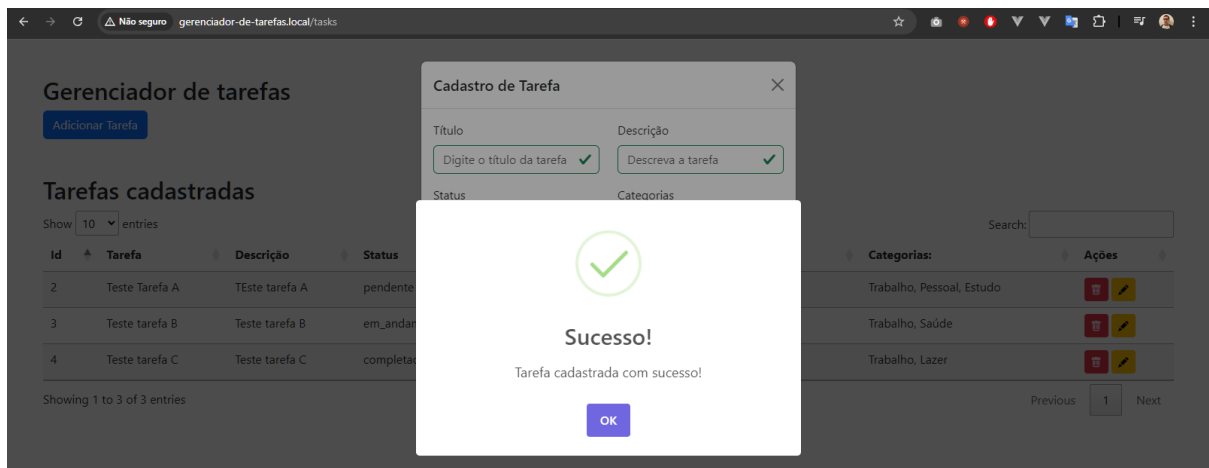 Não seguro gerenciador-de-tarefas.local/tasks
Gerenciador de tarefas
Adicionar Tarefa
Cadastro de Tarefa
Título Descrição
Digite o título da tarefa Descreva a tarefa
Status Categorias
Tarefas cadastradas
Show 10 entries Search:
Id Tarefa Descrição Status Categorias: Ações
2 Teste Tarefa A TEste tarefa A pendente Trabalho, Pessoal, Estudo
3 Teste tarefa B Teste tarefa B em_andam Trabalho, Saúde
4 Teste tarefa C Teste tarefa C completad Trabalho, Lazer
Showing 1 to 3 of 3 entries Previous 1 Next
Sucesso!
Tarefa cadastrada com sucesso!
OK